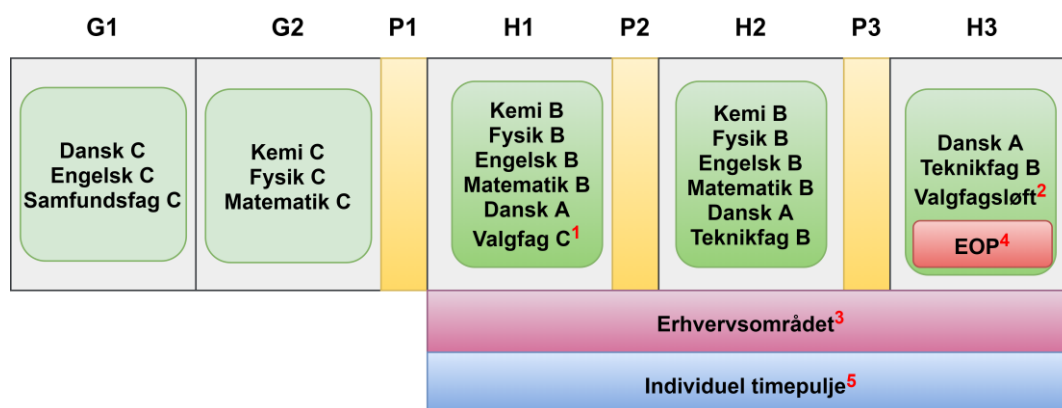 G1 G2 P1 H1 P2 H2 P3 H3
Dansk C
Engelsk C
Samfundsfag C
Kemi C
Fysik C
Matematik C
Kemi B
Fysik B
Engelsk B
Matematik B
Dansk A
Valgfag C1
Kemi B
Fysik B
Engelsk B
Matematik B
Dansk A
Teknikfag B
Dansk A
Teknikfag B
Valgfagsløft2
EOP4
Erhvervsområdet3
Individuel timepulje5